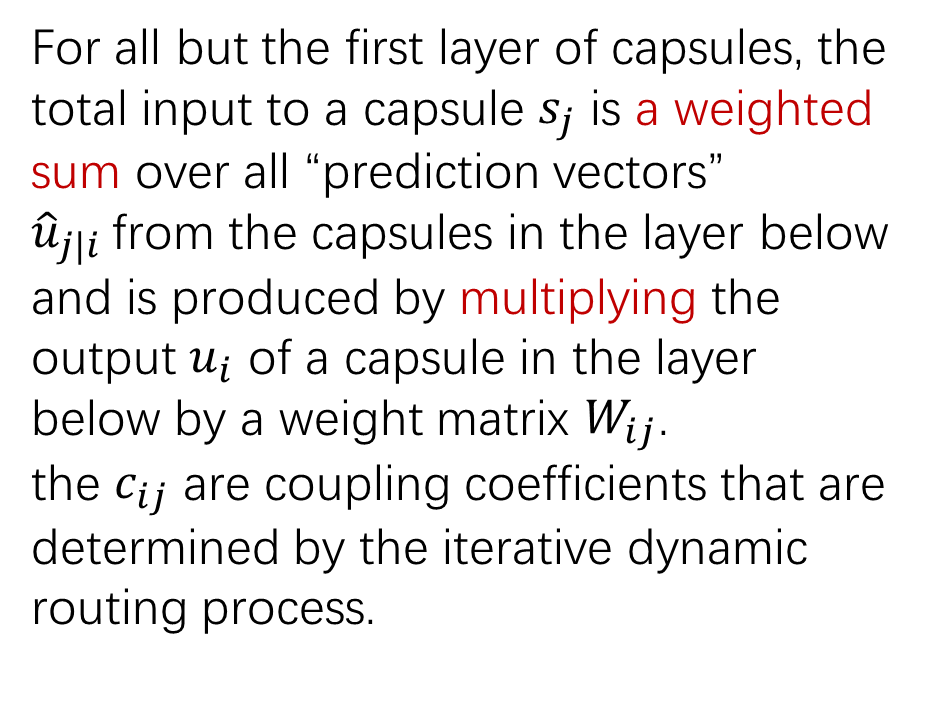 For all but the first layer of capsules, the
total input to a capsule $s_j$ is a weighted
sum over all “prediction vectors”
$\hat{u}_{j|i}$ from the capsules in the layer below
and is produced by multiplying the
output $u_i$ of a capsule in the layer
below by a weight matrix $W_{ij}$.
the $c_{ij}$ are coupling coefficients that are
determined by the iterative dynamic
routing process.